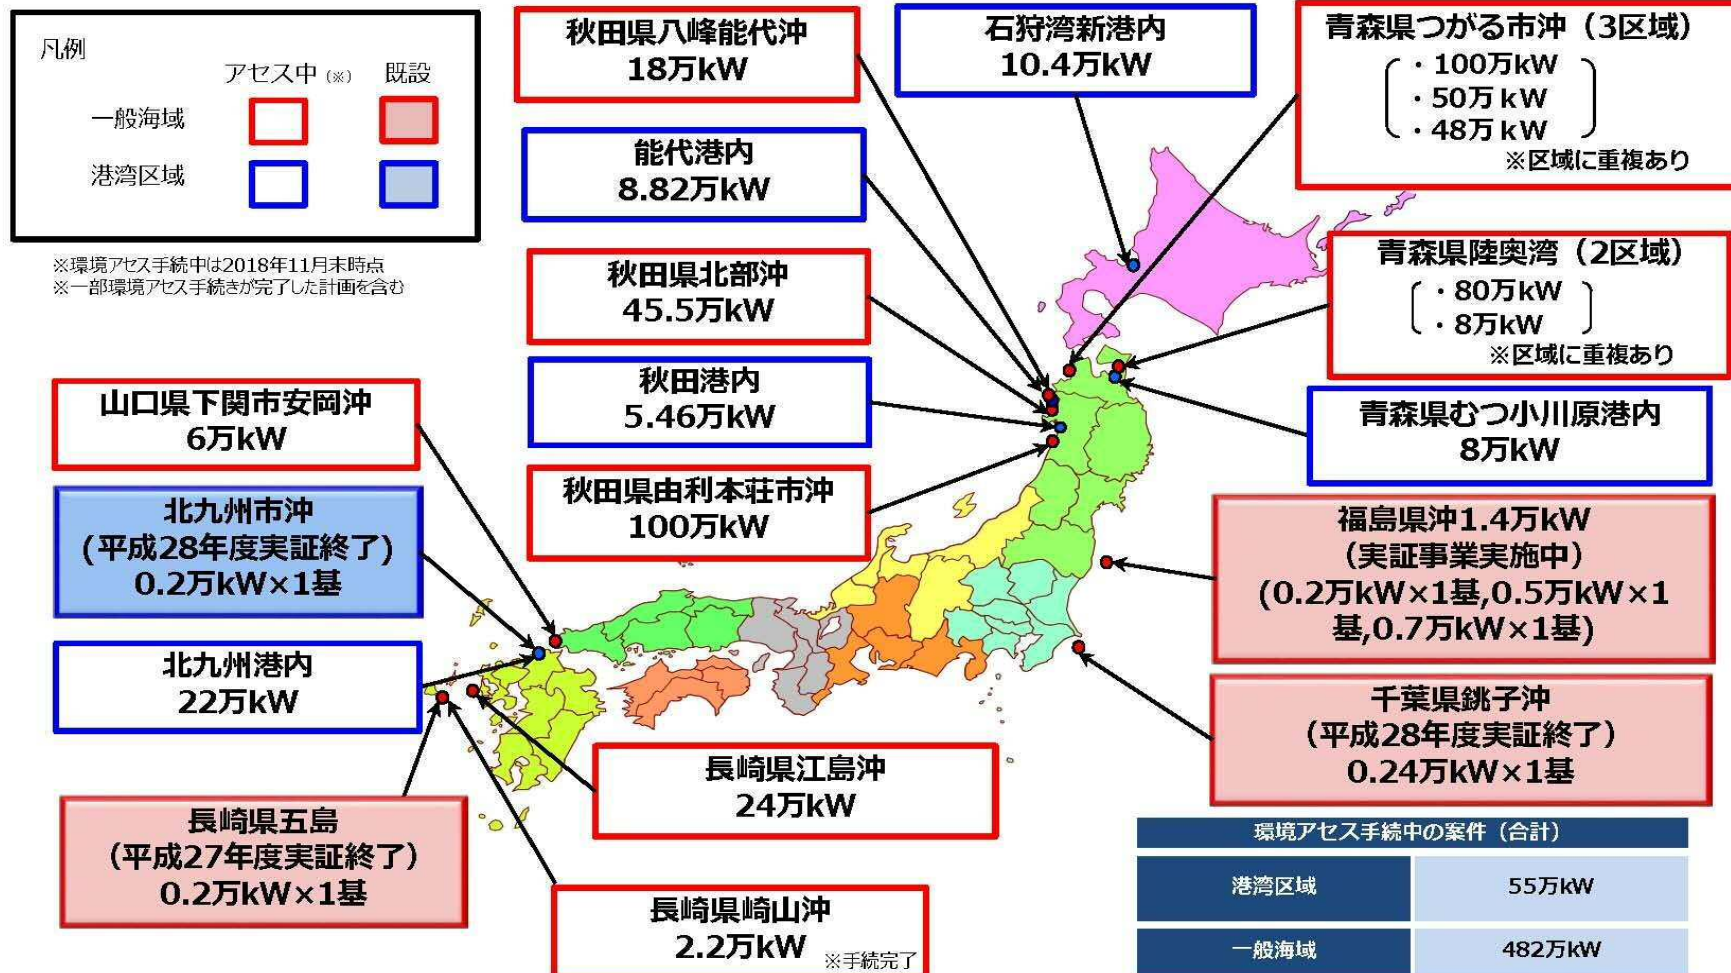 凡例
アセス中（※） 既設
一般海域
港湾区域
※環境アセス手続中は2018年11月末時点
※一部環境アセス手続きが完了した計画を含む
秋田県八峰能代沖
18万kW
石狩湾新港内
10.4万kW
青森県つがる市沖（3区域）
・100万kW
・50万kW
・48万kW
※区域に重複あり
能代港内
8.82万kW
青森県陸奥湾（2区域）
・80万kW
・8万kW
※区域に重複あり
秋田県北部沖
45.5万kW
秋田港内
5.46万kW
青森県むつ小川原港内
8万kW
山口県下関市安岡沖
6万kW
秋田県由利本荘市沖
100万kW
北九州市沖
(平成28年度実証終了)
0.2万kW×1基
福島県沖1.4万kW
（実証事業実施中）
(0.2万kW×1基,0.5万kW×1
基,0.7万kW×1基)
北九州港内
22万kW
千葉県銚子沖
（平成28年度実証終了）
0.24万kW×1基
長崎県江島沖
24万kW
長崎県五島
（平成27年度実証終了）
0.2万kW×1基
長崎県崎山沖
2.2万kW ※手続完了
環境アセス手続中の案件（合計）
港湾区域 55万kW
一般海域 482万kW